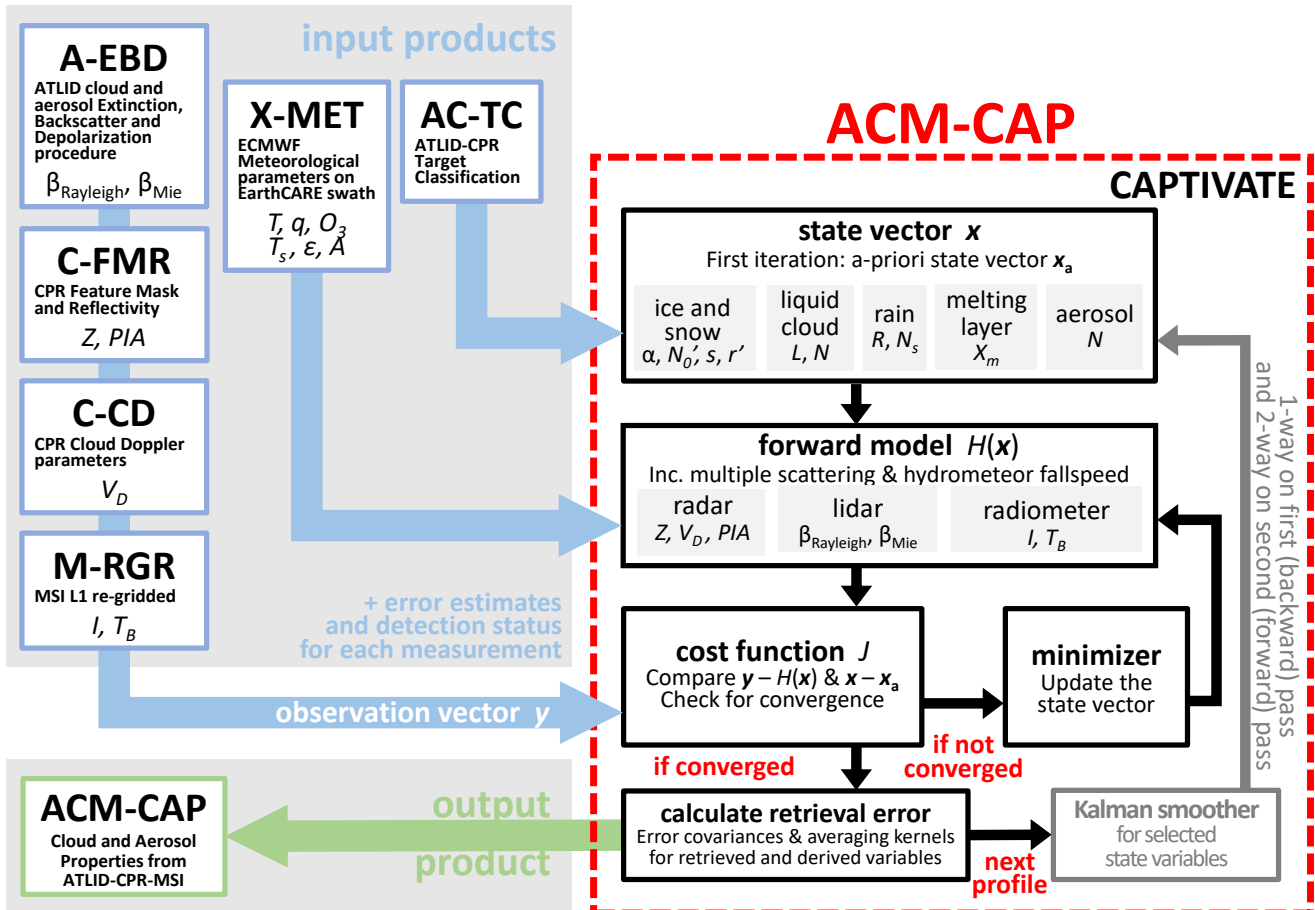 input products
A-EBD
ATLID cloud and
aerosol Extinction,
Backscatter and
Depolarization
procedure
βRayleigh, βMie
X-MET
ECMWF
Meteorological
parameters on
EarthCARE swath
T, q, O3
Ts, ε, A
AC-TC
ATLID-CPR
Target
Classification
C-FMR
CPR Feature Mask
and Reflectivity
Z, PIA
C-CD
CPR Cloud Doppler
parameters
VD
M-RGR
MSI L1 re-gridded
I, TB
+ error estimates
and detection status
for each measurement
observation vector y
ACM-CAP
CAPTIVATE
state vector x
First iteration: a-priori state vector xa
ice and
snow
α, N0′, s, r′
liquid
cloud
L, N
rain
R, Ns
melting
layer
Xm
aerosol
N
forward model H(x)
Inc. multiple scattering & hydrometeor fallspeed
radar
Z, VD, PIA
lidar
βRayleigh, βMie
radiometer
I, TB
cost function J
Compare y – H(x) & x – xa
Check for convergence
minimizer
Update the
state vector
if converged
if not
converged
calculate retrieval error
Error covariances & averaging kernels
for retrieved and derived variables
next
profile
Kalman smoother
for selected
state variables
1-way on first (backward) pass
and 2-way on second (forward) pass
output
product
ACM-CAP
Cloud and Aerosol
Properties from
ATLID-CPR-MSI